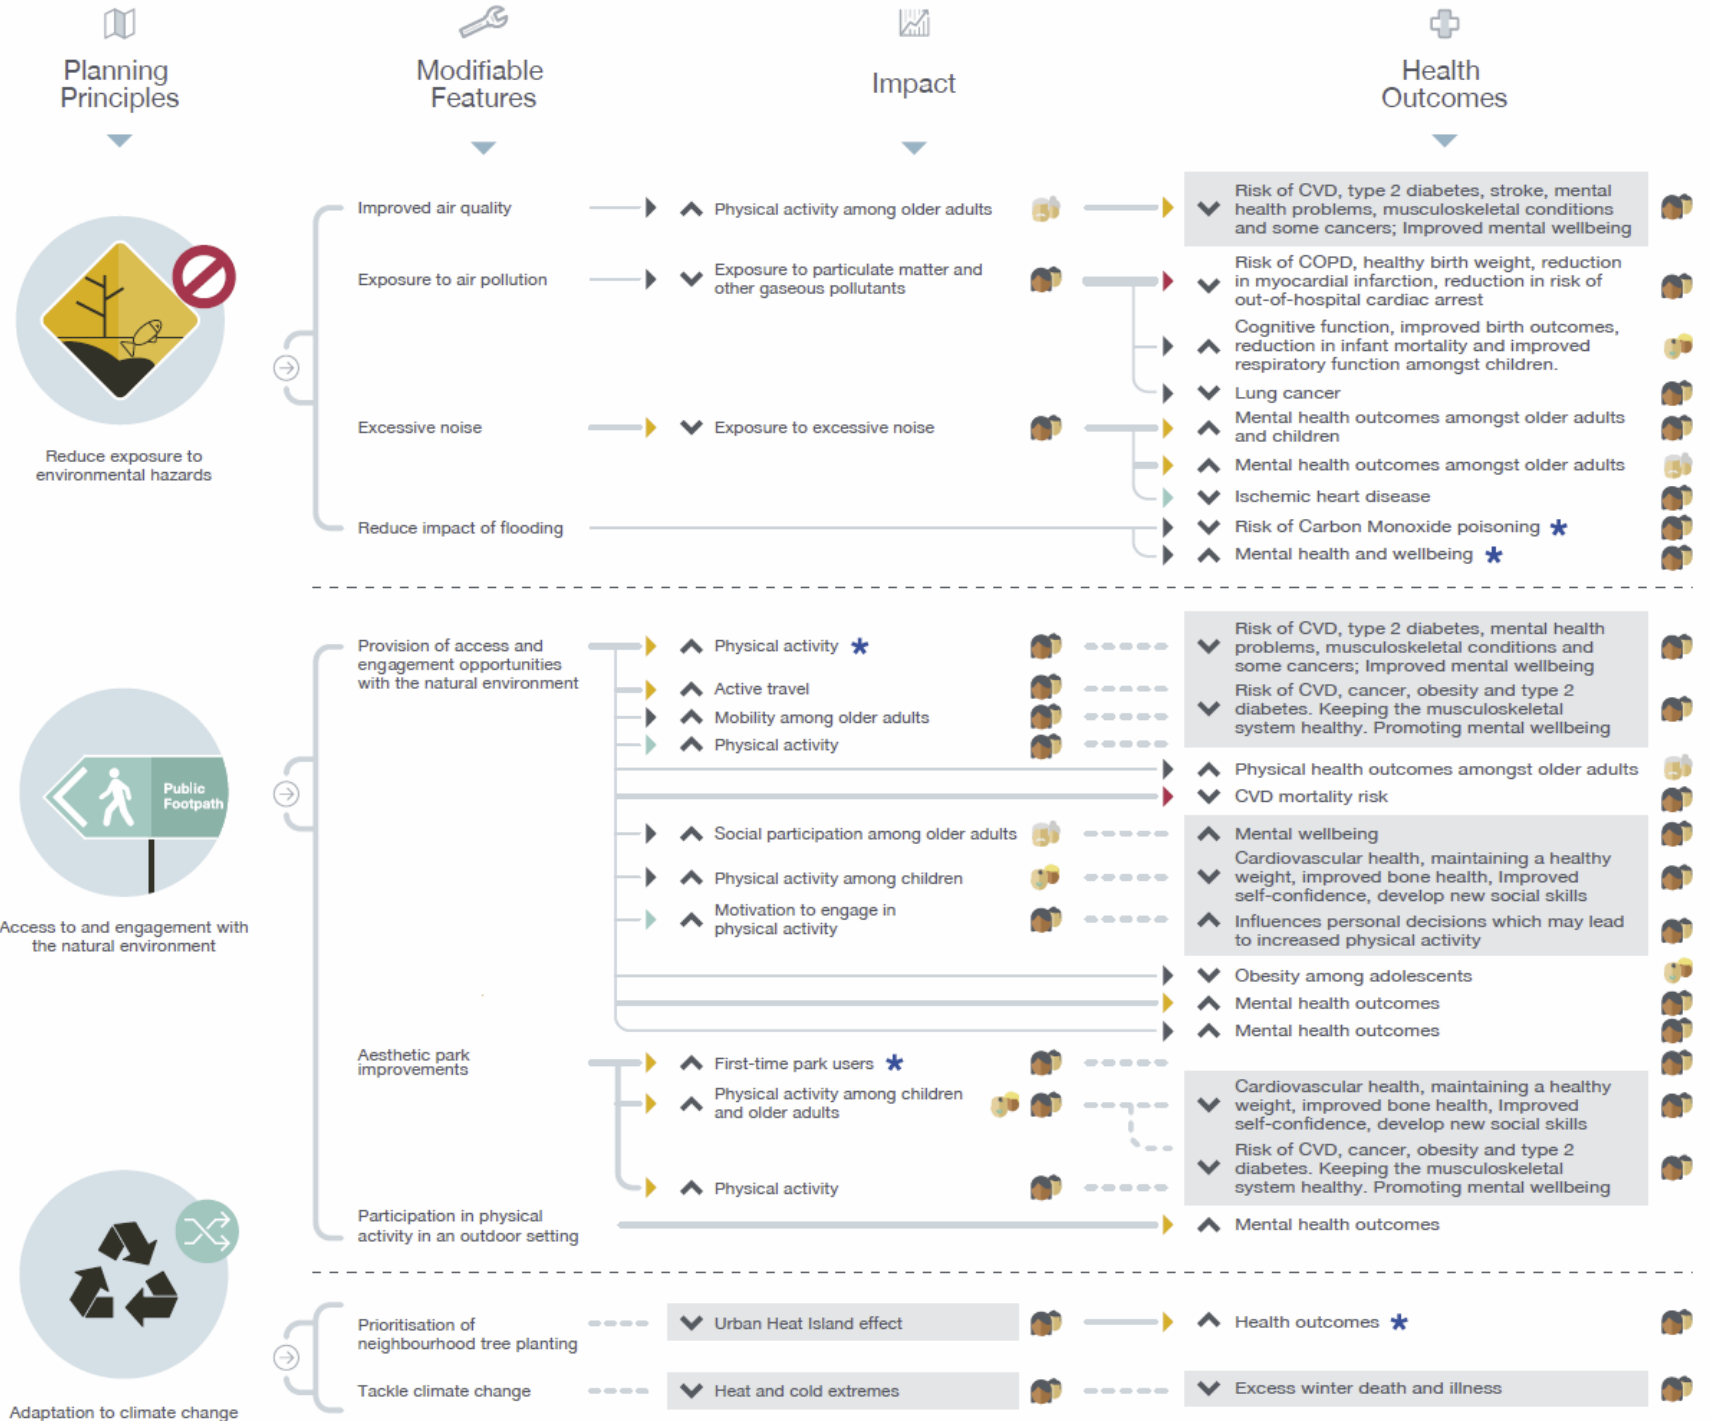 Planning
Principles
Modifiable
Features
Impact
Health
Outcomes
Reduce exposure to
environmental hazards
Improved air quality
Physical activity among older adults
Risk of CVD, type 2 diabetes, stroke, mental
health problems, musculoskeletal conditions
and some cancers; Improved mental wellbeing
Exposure to air pollution
Exposure to particulate matter and
other gaseous pollutants
Risk of COPD, healthy birth weight, reduction
in myocardial infarction, reduction in risk of
out-of-hospital cardiac arrest
Cognitive function, improved birth outcomes,
reduction in infant mortality and improved
respiratory function amongst children.
Lung cancer
Excessive noise
Exposure to excessive noise
Mental health outcomes amongst older adults
and children
Mental health outcomes amongst older adults
Ischemic heart disease
Reduce impact of flooding
Risk of Carbon Monoxide poisoning *
Mental health and wellbeing *
Public
Footpath
Access to and engagement with
the natural environment
Provision of access and
engagement opportunities
with the natural environment
Physical activity *
Risk of CVD, type 2 diabetes, mental health
problems, musculoskeletal conditions and
some cancers; Improved mental wellbeing
Active travel
Mobility among older adults
Physical activity
Risk of CVD, cancer, obesity and type 2
diabetes. Keeping the musculoskeletal
system healthy. Promoting mental wellbeing
Physical health outcomes amongst older adults
CVD mortality risk
Social participation among older adults
Mental wellbeing
Physical activity among children
Cardiovascular health, maintaining a healthy
weight, improved bone health, Improved
self-confidence, develop new social skills
Motivation to engage in
physical activity
Influences personal decisions which may lead
to increased physical activity
Obesity among adolescents
Mental health outcomes
Mental health outcomes
Aesthetic park
improvements
First-time park users *
Physical activity among children
and older adults
Cardiovascular health, maintaining a healthy
weight, improved bone health, Improved
self-confidence, develop new social skills
Risk of CVD, cancer, obesity and type 2
diabetes. Keeping the musculoskeletal
system healthy. Promoting mental wellbeing
Physical activity
Participation in physical
activity in an outdoor setting
Mental health outcomes
Adaptation to climate change
Prioritisation of
neighbourhood tree planting
Urban Heat Island effect
Health outcomes *
Tackle climate change
Heat and cold extremes
Excess winter death and illness